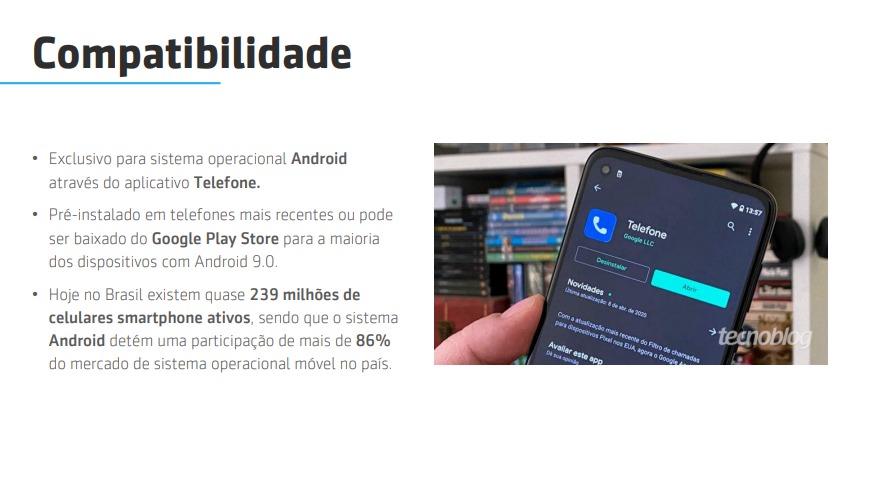 Compatibilidade
• Exclusivo para sistema operacional Android
através do aplicativo Telefone.
• Pré-instalado em telefones mais recentes ou pode
ser baixado do Google Play Store para a maioria
dos dispositivos com Android 9.0.
• Hoje no Brasil existem quase 239 milhões de
celulares smartphone ativos, sendo que o sistema
Android detém uma participação de mais de 86%
do mercado de sistema operacional móvel no país.
13:57
Telefone
Google LLC
Desinstalar
Abrir
Novidades
Última atualização: 8 de abr. de 2020
Com a atualização mais recente do Filtro de chamadas
para dispositivos Pixel nos EUA, agora o Google
Avaliar este app
Dê sua opinião
tecnoblog